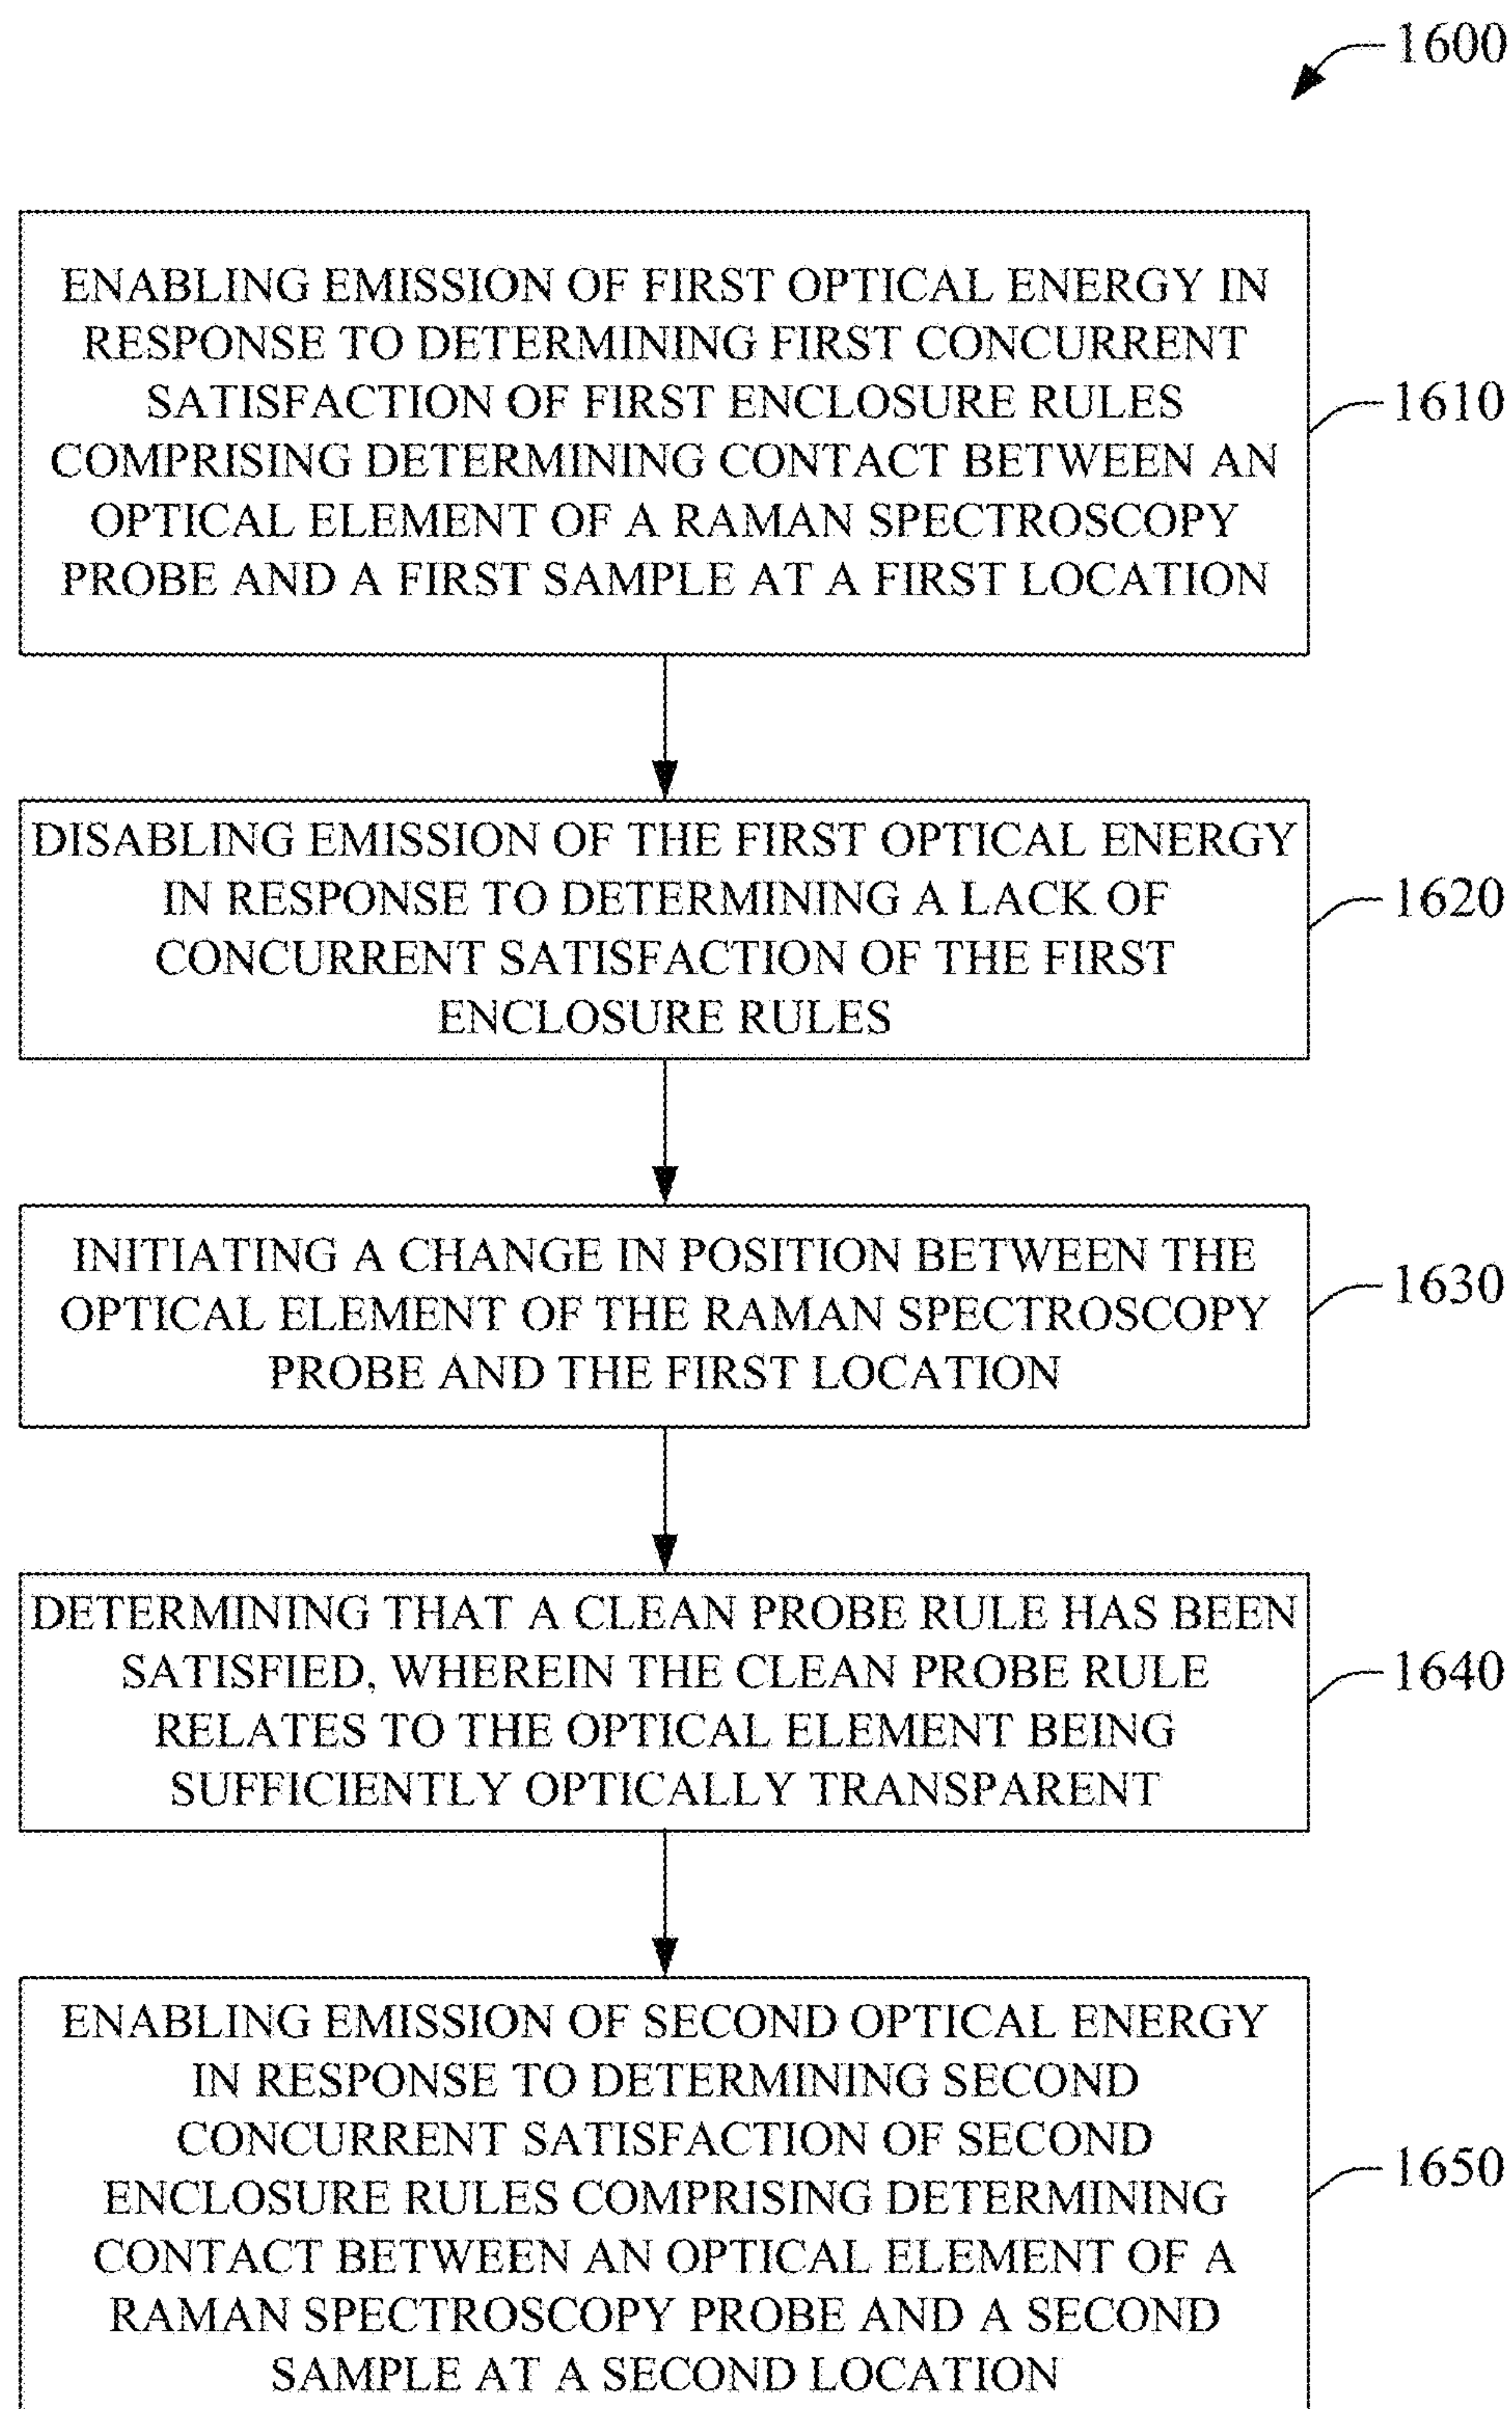 1600
ENABLING EMISSION OF FIRST OPTICAL ENERGY IN
RESPONSE TO DETERMINING FIRST CONCURRENT
SATISFACTION OF FIRST ENCLOSURE RULES
COMPRISING DETERMINING CONTACT BETWEEN AN
OPTICAL ELEMENT OF A RAMAN SPECTROSCOPY
PROBE AND A FIRST SAMPLE AT A FIRST LOCATION
1610
DISABLING EMISSION OF THE FIRST OPTICAL ENERGY
IN RESPONSE TO DETERMINING A LACK OF
CONCURRENT SATISFACTION OF THE FIRST
ENCLOSURE RULES
1620
INITIATING A CHANGE IN POSITION BETWEEN THE
OPTICAL ELEMENT OF THE RAMAN SPECTROSCOPY
PROBE AND THE FIRST LOCATION
1630
DETERMINING THAT A CLEAN PROBE RULE HAS BEEN
SATISFIED, WHEREIN THE CLEAN PROBE RULE
RELATES TO THE OPTICAL ELEMENT BEING
SUFFICIENTLY OPTICALLY TRANSPARENT
1640
ENABLING EMISSION OF SECOND OPTICAL ENERGY
IN RESPONSE TO DETERMINING SECOND
CONCURRENT SATISFACTION OF SECOND
ENCLOSURE RULES COMPRISING DETERMINING
CONTACT BETWEEN AN OPTICAL ELEMENT OF A
RAMAN SPECTROSCOPY PROBE AND A SECOND
SAMPLE AT A SECOND LOCATION
1650